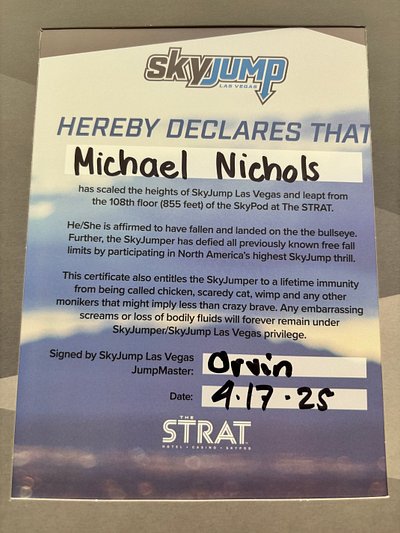 skyJUMP
LAS VEGAS
HEREBY DECLARES THAT
Michael Nichols
has scaled the heights of SkyJump Las Vegas and leapt from
the 108th floor (855 feet) of the SkyPod at The STRAT.
He/She is affirmed to have fallen and landed on the the bullseye.
Further, the SkyJumper has defied all previously known free fall
limits by participating in North America's highest SkyJump thrill.
This certificate also entitles the SkyJumper to a lifetime immunity
from being called chicken, scaredy cat, wimp and any other
monikers that might imply less than crazy brave. Any embarrassing
screams or loss of bodily fluids will forever remain under
SkyJumper/SkyJump Las Vegas privilege.
Signed by SkyJump Las Vegas
JumpMaster: Orvin
Date: 4·17·25
THE
STRAT
HOTEL • CASINO • SKYPOD